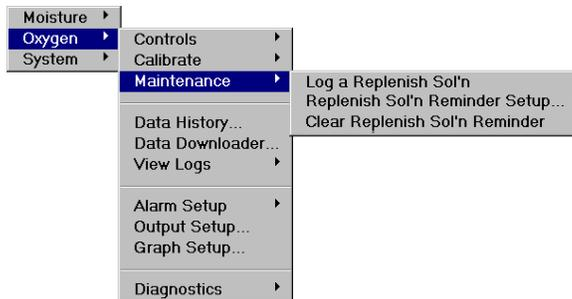 Moisture
Oxygen
System
Controls
Calibrate
Maintenance
Data History...
Data Downloader...
View Logs
Alarm Setup
Output Setup...
Graph Setup...
Diagnostics
Log a Replenish Sol'n
Replenish Sol'n Reminder Setup...
Clear Replenish Sol'n Reminder